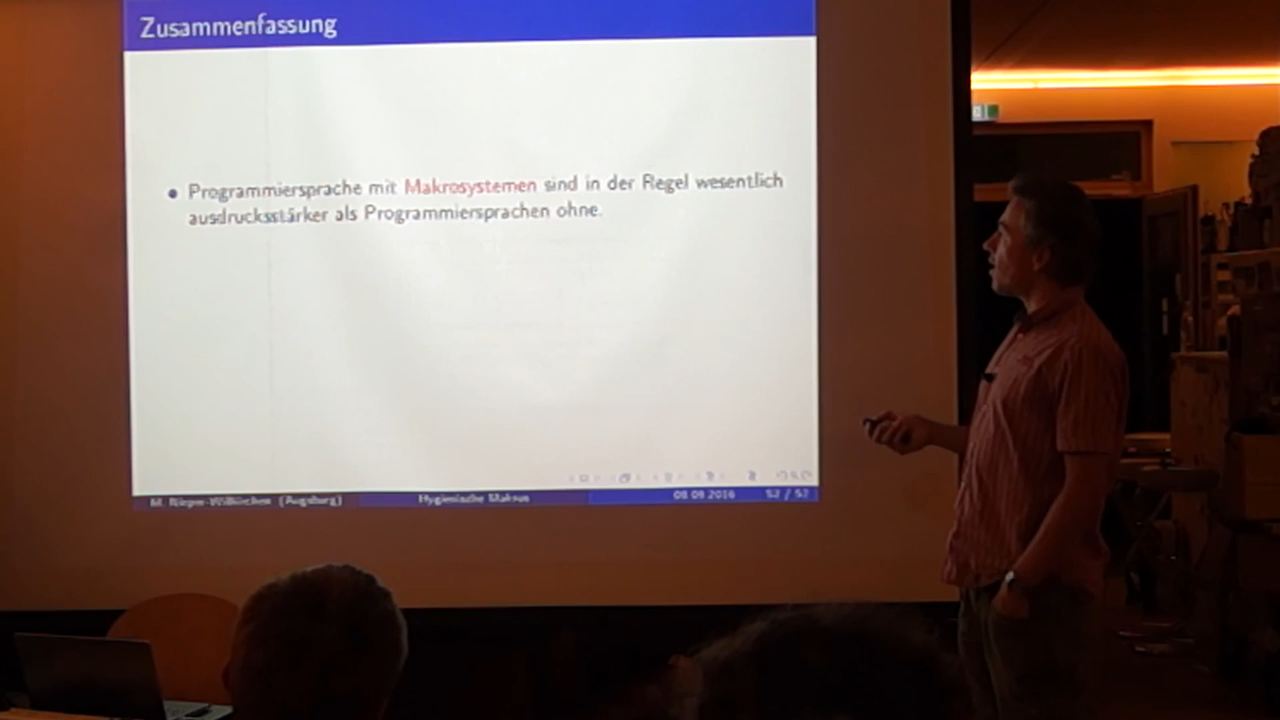 Zusammenfassung
Programmiersprache mit Makrosystemen sind in der Regel wesentlich
ausdrucksstärker als Programmiersprachen ohne.
(Augsburg)
Hygienische Makros
08.09.2016
52 / 52